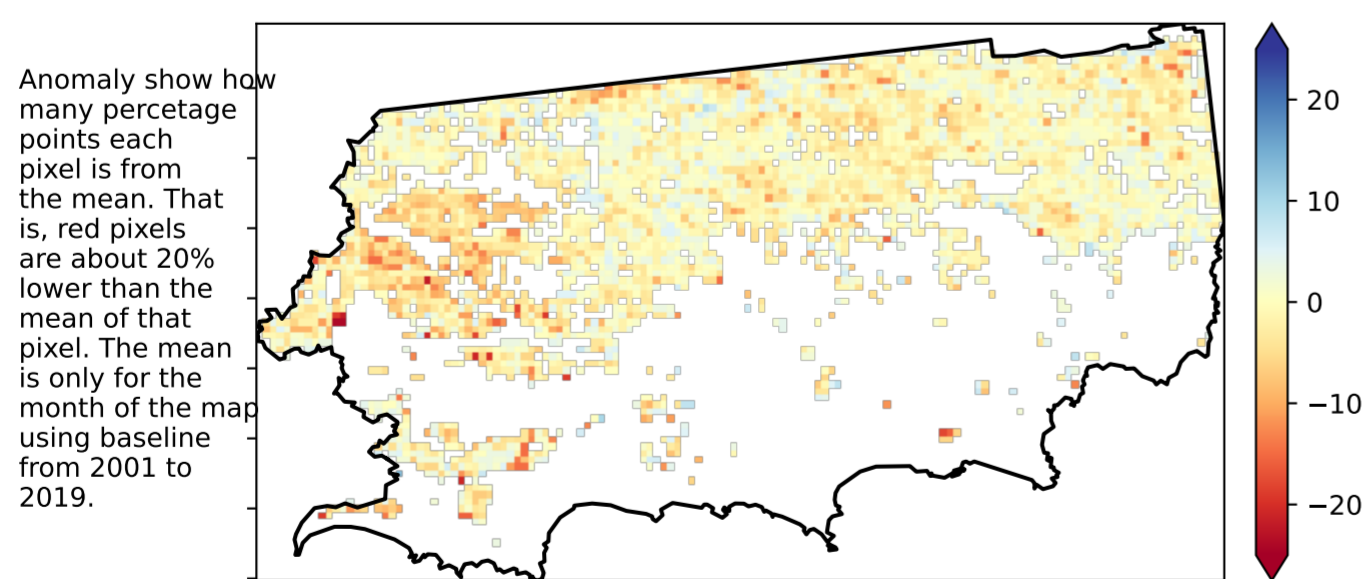 Anomaly show how
many percetage
points each
pixel is from
the mean. That
is, red pixels
are about 20%
lower than the
mean of that
pixel. The mean
is only for the
month of the map
using baseline
from 2001 to
2019.
20
10
0
−10
−20